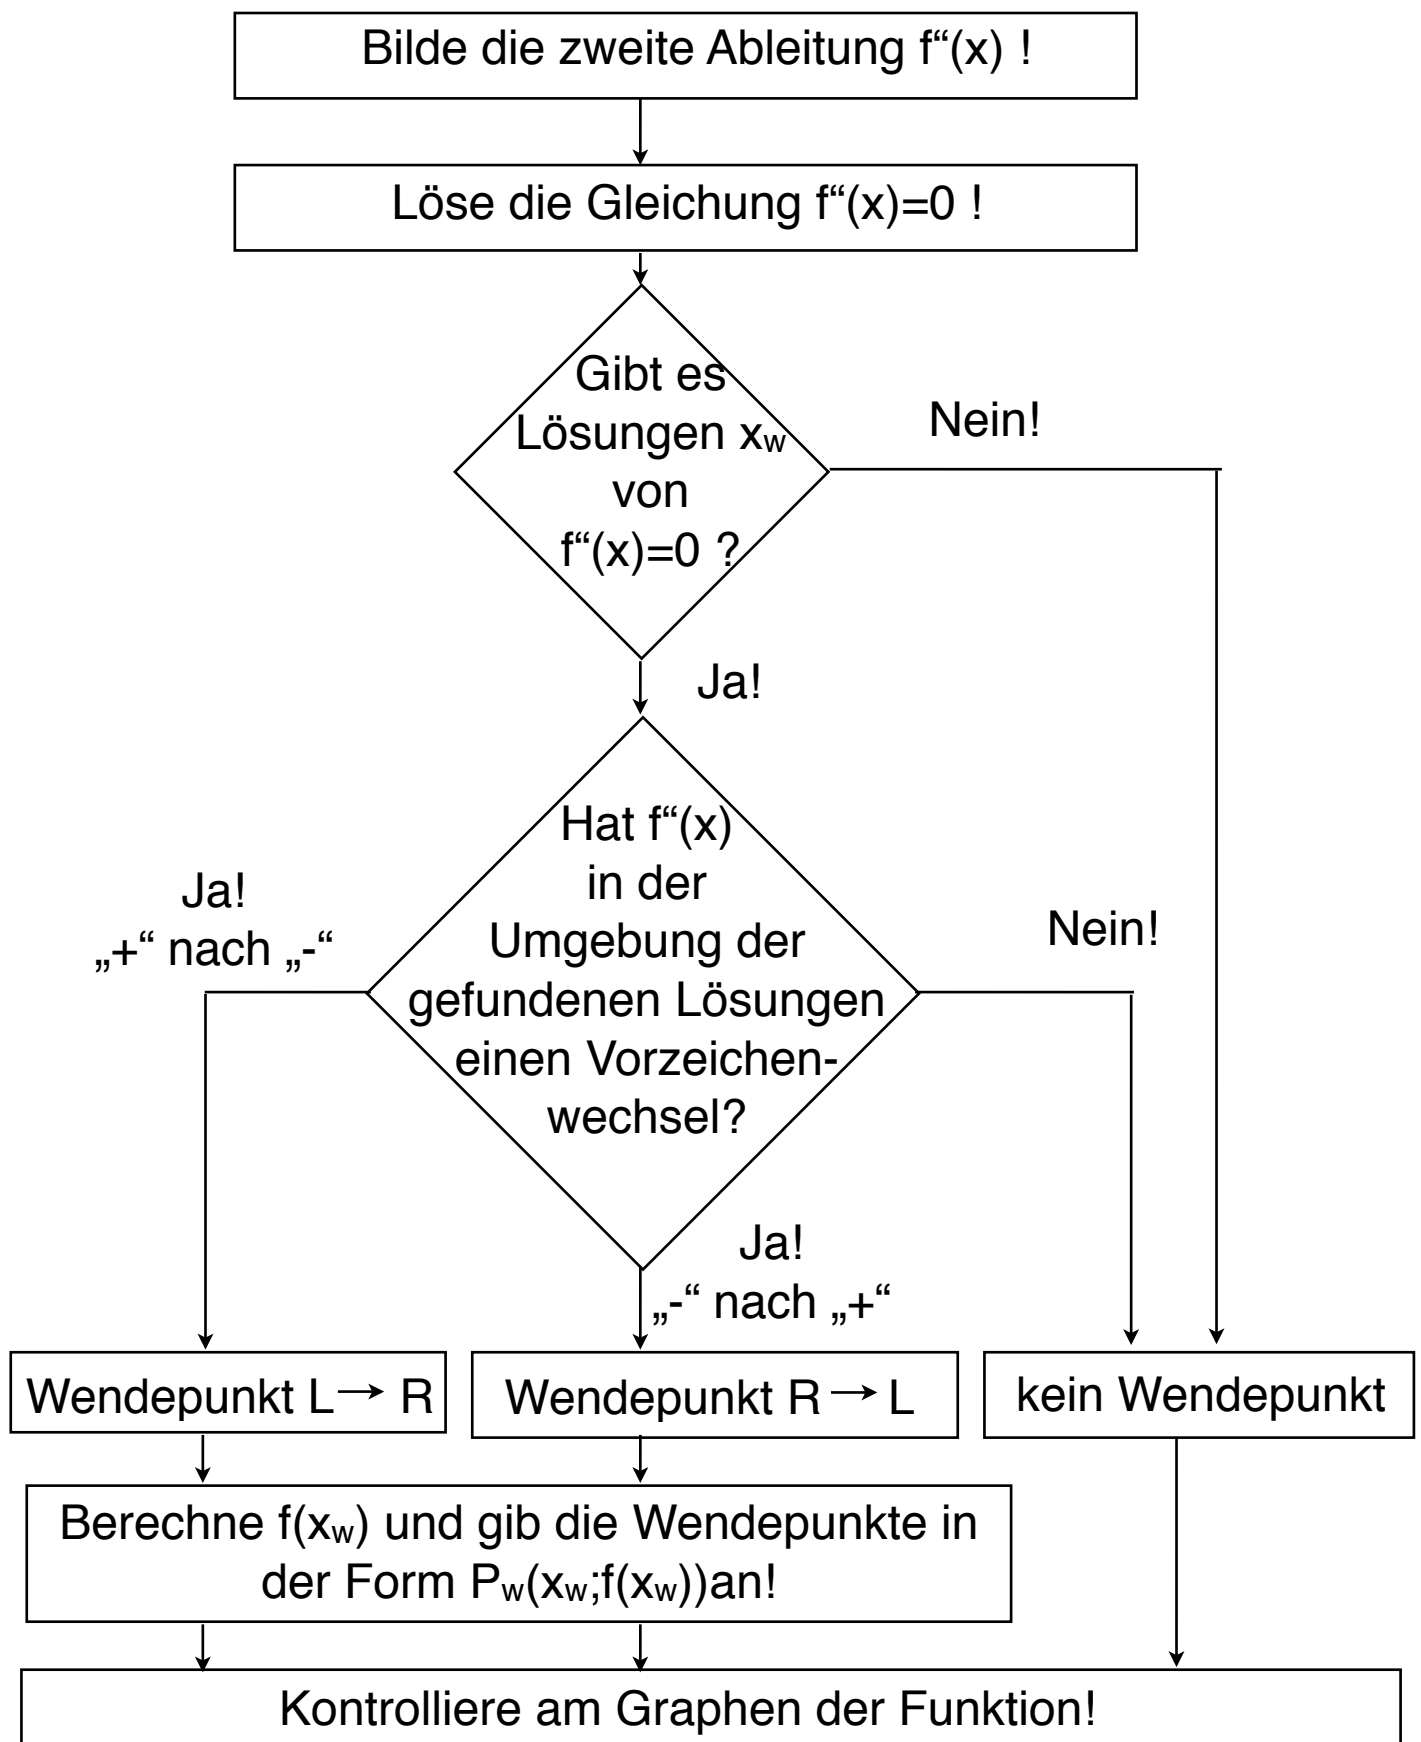 Bilde die zweite Ableitung f“(x) !
Löse die Gleichung f“(x)=0 !
Gibt es
Lösungen xw
von
f“(x)=0 ?
Nein!
Ja!
Hat f“(x)
in der
Umgebung der
gefundenen Lösungen
einen Vorzeichen-
wechsel?
Ja!
„+“ nach „-“
Nein!
Ja!
„-“ nach „+“
Wendepunkt L → R
Wendepunkt R → L
kein Wendepunkt
Berechne f(xw) und gib die Wendepunkte in
der Form Pw(xw;f(xw))an!
Kontrolliere am Graphen der Funktion!